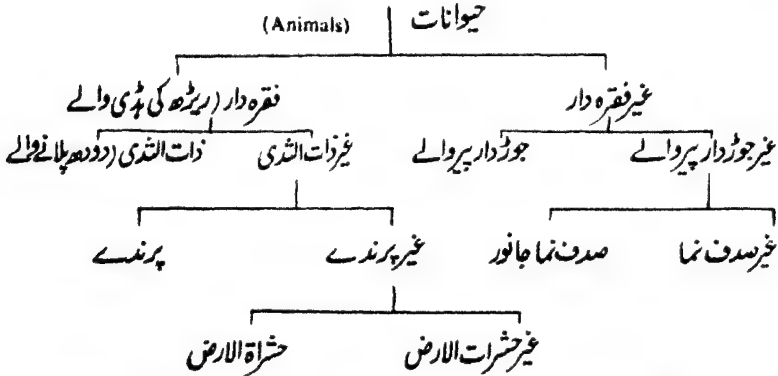 حیوانات (Animals)
غیر فقرہ دار فقرہ دار (ریڑھ کی ہڈی والے
غیر جوڑ دار پیر والے جوڑ دار پیر والے غیر ذات الثدی ذات الثدی (دودھ پلانے والے
غیر صدف نما صدف نما جانور غیر پرندے پرندے
غیر حشرات الارض حشراۃ الارض